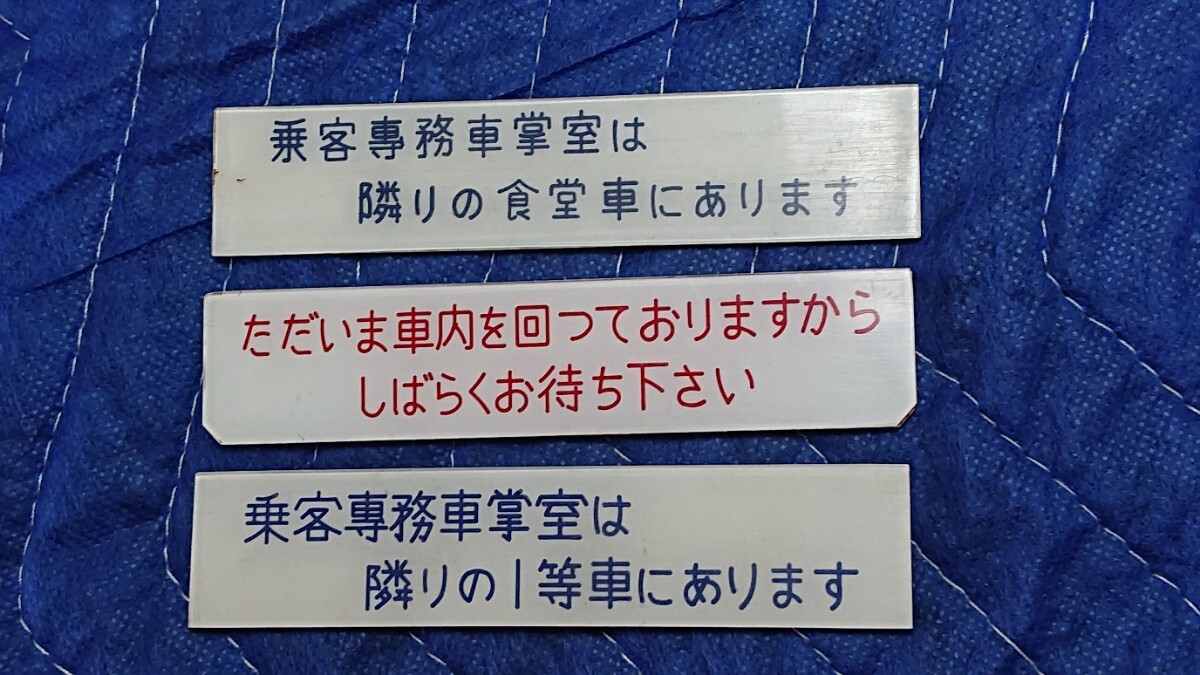 乗客専務車掌室は
隣りの食堂車にあります
ただいま車内を回つておりますから
しばらくお待ち下さい
乗客専務車掌室は
隣りの1等車にあります